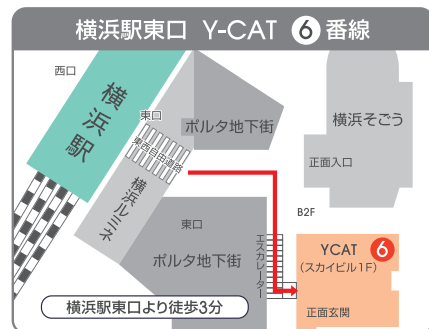 横浜駅東口 Y-CAT 6 番線
西口
横浜駅
東口
東西自由通路
横浜ルミネ
ポルタ地下街
横浜そごう
正面入口
B2F
東口
ポルタ地下街
エスカレーター
YCAT 6
(スカイビル1F)
正面玄関
横浜駅東口より徒歩3分